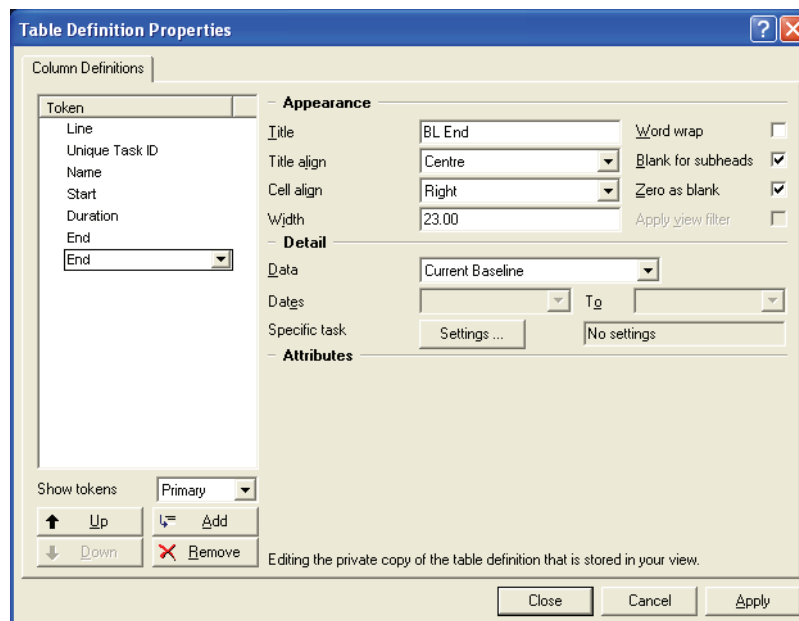 Table Definition Properties
?
Column Definitions
Token
Line
Unique Task ID
Name
Start
Duration
End
End
Show tokens Primary
Up Add
Down Remove
Appearance
Title BL End Word wrap
Title align Centre Blank for subheads
Cell align Right Zero as blank
Width 23.00 Apply view filter
Detail
Data Current Baseline
Dates To
Specific task Settings ... No settings
Attributes
Editing the private copy of the table definition that is stored in your view.
Close Cancel Apply